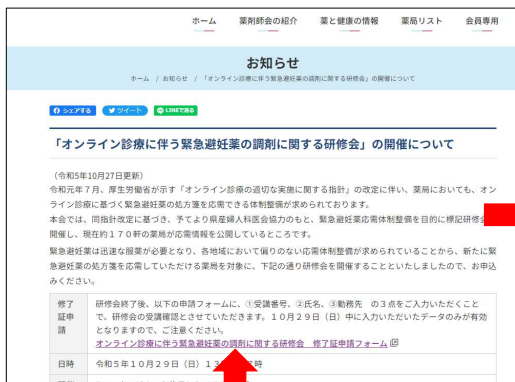 ホーム　薬剤師会の紹介　薬と健康の情報　薬局リスト　会員専用
お知らせ
ホーム / お知らせ / 「オンライン診療に伴う緊急避妊薬の調剤に関する研修会」の開催について
シェアする ツイート LINEで送る
「オンライン診療に伴う緊急避妊薬の調剤に関する研修会」の開催について
（令和5年10月27日更新）
令和元年７月、厚生労働省が示す「オンライン診療の適切な実施に関する指針」の改定に伴い、薬局においても、オン
ライン診療に基づく緊急避妊薬の処方箋を応需できる体制整備が求められております。
本会では、同指針改定に基づき、予てより県産婦人科医会協力のもと、緊急避妊薬応需体制整備を目的に標記研修
開催し、現在約１７０軒の薬局が応需情報を公開しているところです。
緊急避妊薬は迅速な服薬が必要となり、各地域において偏りのない応需体制整備が求められていることから、新たに緊
急避妊薬の処方箋を応需していただける薬局を対象に、下記の通り研修会を開催することといたしましたので、お申込
みください。
修了 研修会終了後、以下の申請フォームに、①受講番号、②氏名、③勤務先　の３点をご入力いただくこと
証申 で、研修会の受講確認とさせていただきます。１０月２９日（日）中に入力いただいたデータのみが有効
請 となりますので、ご注意ください。
オンライン診療に伴う緊急避妊薬の調剤に関する研修会　修了証申請フォーム
日時 令和５年１０月２９日（日）１３ 時